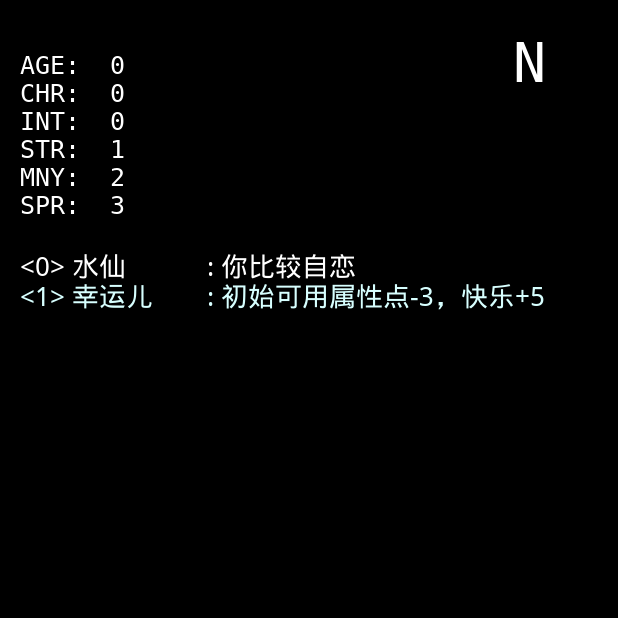 N
AGE: 0
CHR: 0
INT: 0
STR: 1
MNY: 2
SPR: 3
<0> 水仙 : 你比较自恋
<1> 幸运儿 : 初始可用属性点-3，快乐+5